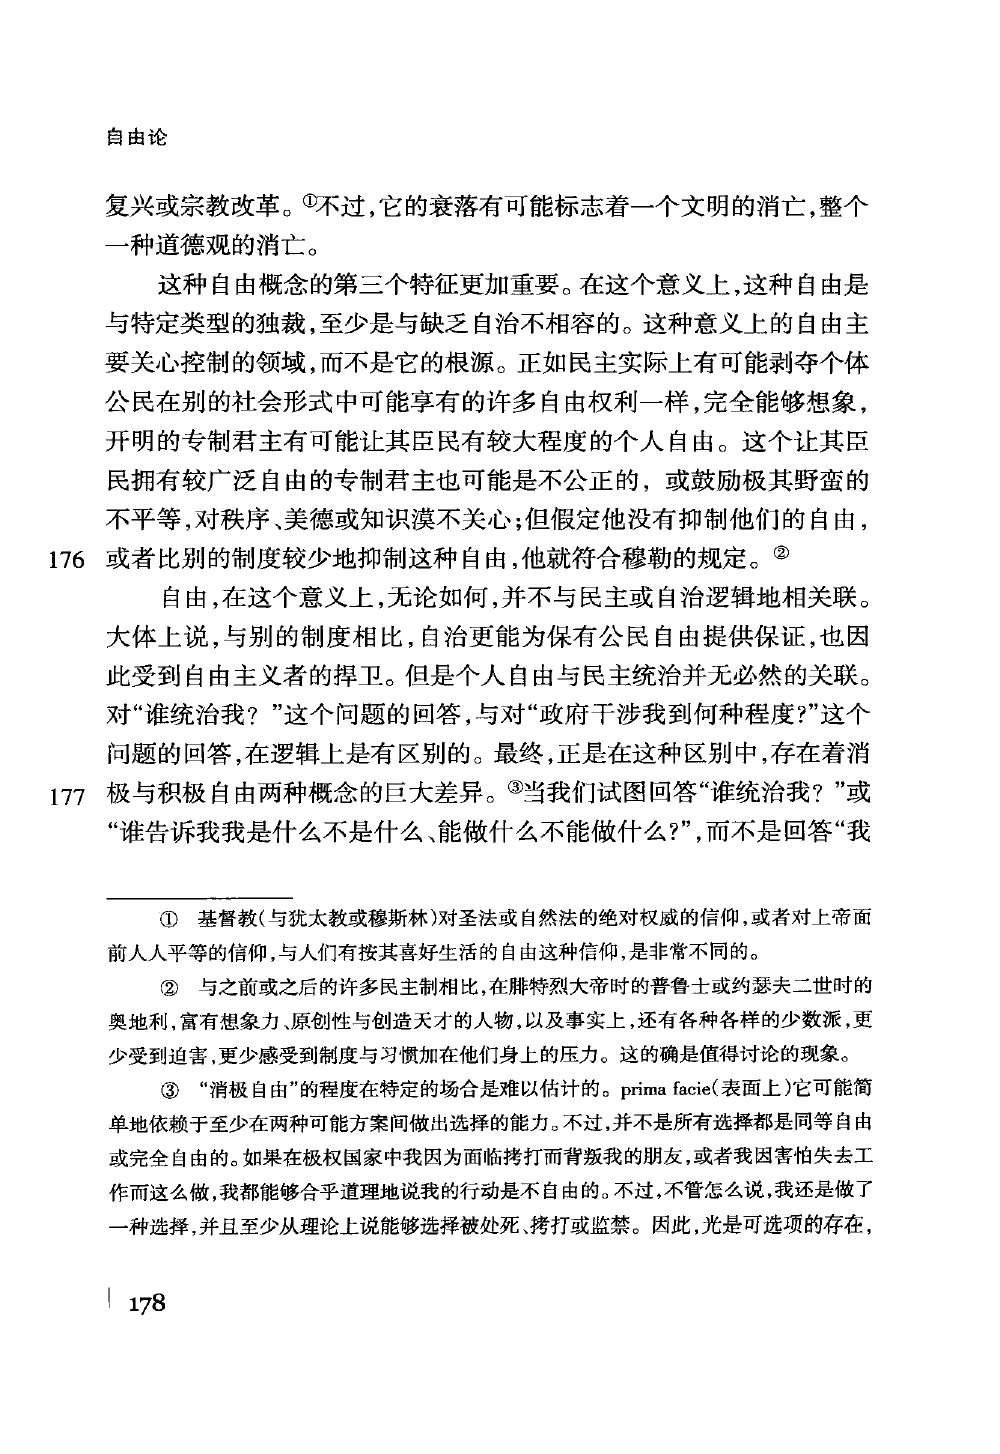 自由论
复兴或宗教改革。①不过,它的衰落有可能标志着一个文明的消亡,整个
一种道德观的消亡。
这种自由概念的第三个特征更加重要。在这个意义上,这种自由是
与特定类型的独裁,至少是与缺乏自治不相容的。这种意义上的自由主
要关心控制的领域,而不是它的根源。正如民主实际上有可能剥夺个体
公民在别的社会形式中可能享有的许多自由权利一样,完全能够想象,
开明的专制君主有可能让其臣民有较大程度的个人自由。这个让其臣
民拥有较广泛自由的专制君主也可能是不公正的,或鼓励极其野蛮的
不平等,对秩序、美德或知识漠不关心;但假定他没有抑制他们的自由,
176 或者比别的制度较少地抑制这种自由,他就符合穆勒的规定。②
自由,在这个意义上,无论如何,并不与民主或自治逻辑地相关联。
大体上说,与别的制度相比,自治更能为保有公民自由提供保证,也因
此受到自由主义者的捍卫。但是个人自由与民主统治并无必然的关联。
对“谁统治我？”这个问题的回答,与对“政府干涉我到何种程度?”这个
问题的回答,在逻辑上是有区别的。最终,正是在这种区别中,存在着消
177 极与积极自由两种概念的巨大差异。③当我们试图回答“谁统治我？”或
“谁告诉我我是什么不是什么、能做什么不能做什么?”,而不是回答“我
① 基督教(与犹太教或穆斯林)对圣法或自然法的绝对权威的信仰,或者对上帝面
前人人平等的信仰,与人们有按其喜好生活的自由这种信仰,是非常不同的。
② 与之前或之后的许多民主制相比,在腓特烈大帝时的普鲁士或约瑟夫二世时的
奥地利,富有想象力、原创性与创造天才的人物,以及事实上,还有各种各样的少数派,更
少受到迫害,更少感受到制度与习惯加在他们身上的压力。这的确是值得讨论的现象。
③ “消极自由”的程度在特定的场合是难以估计的。prima facie(表面上)它可能简
单地依赖于至少在两种可能方案间做出选择的能力。不过,并不是所有选择都是同等自由
或完全自由的。如果在极权国家中我因为面临拷打而背叛我的朋友,或者我因害怕失去工
作而这么做,我都能够合乎道理地说我的行动是不自由的。不过,不管怎么说,我还是做了
一种选择,并且至少从理论上说能够选择被处死、拷打或监禁。因此,光是可选项的存在,
178